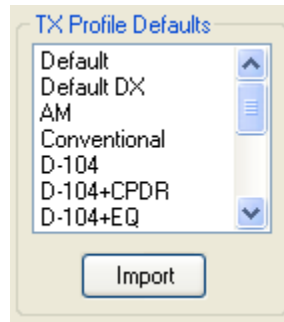 TX Profile Defaults
Default
Default DX
AM
Conventional
D-104
D-104+CPDR
D-104+EQ
Import